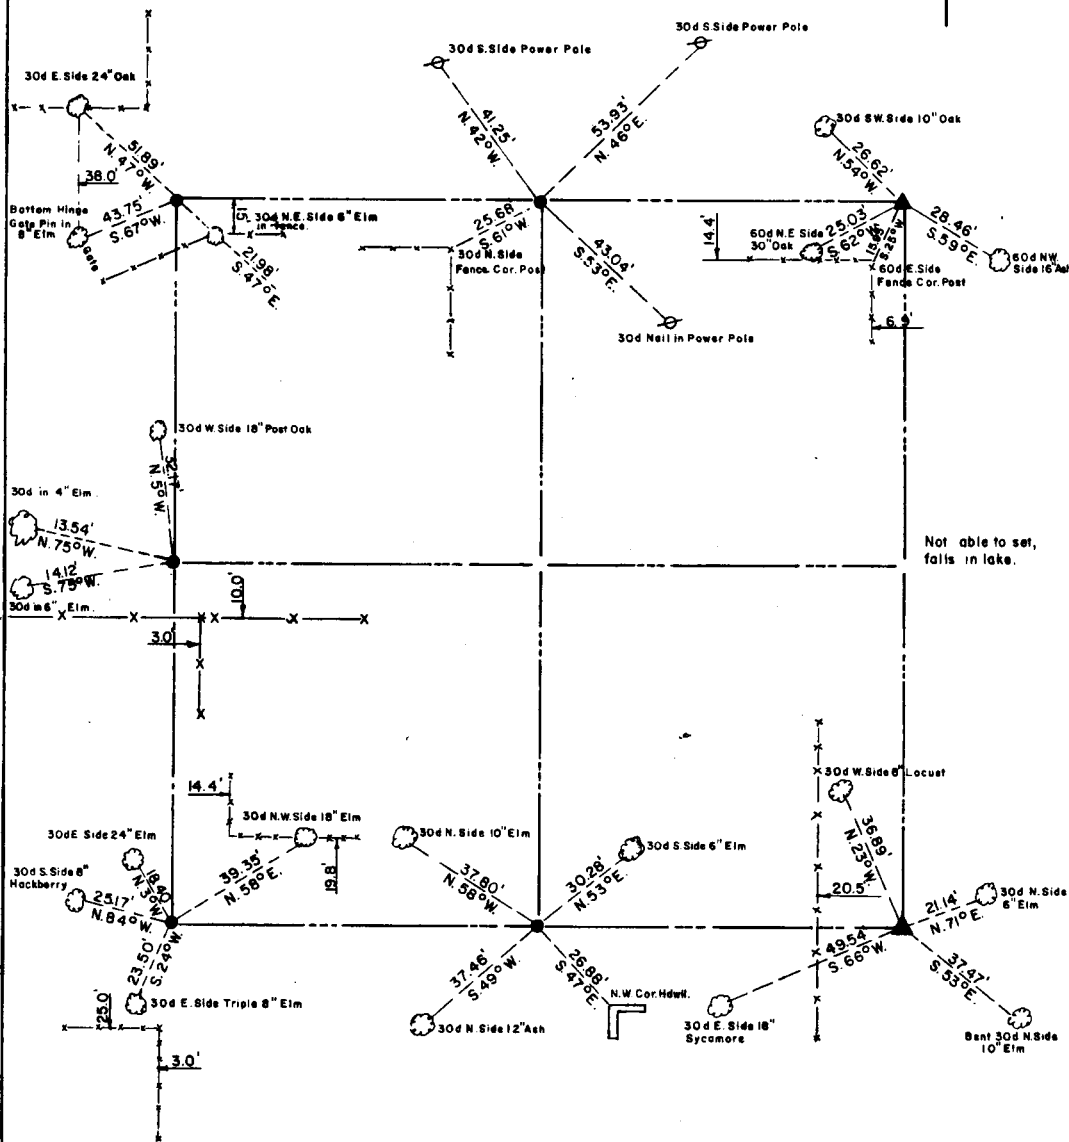 30d S.Side Power Pole
30d S.Side Power Pole
30d E.Side 24" Oak
41.25'
N. 42° W.
53.93'
N. 46° E.
30d SW.Side 10" Oak
51.89'
N. 47° W.
38.0'
26.62'
N.54° W.
Bottom Hinge
Gate Pin in
8" Elm
43.75'
S.67° W.
Gate
15'
30d N.E.Side 6" Elm
in fence.
21.98'
S.47° E.
25.68'
S.61° W.
30d N.Side
Fence Cor. Post
43.04'
S.53° E.
30d Nail in Power Pole
14.4'
60d N.E Side
30" Oak
25.03'
S.62° W.
S.25° W.
28.46'
S.59° E.
60d NW.
Side 16" Ash
60d E.Side
Fence Cor. Post
6.9'
30d W.Side 18" Post Oak
N.5° W.
30d in 4" Elm.
13.54'
N.75° W.
14.12'
S.75° W.
30d in 6" Elm.
10.0'
3.0'
Not able to set,
falls in lake.
14.4'
30d N.W.Side 18" Elm
19.8'
30dE. Side 24" Elm
30d S.Side 8"
Hackberry
18.40'
N.3° W.
39.35'
N.58° E.
25.17'
N.84° W.
23.50'
S.24° W.
30d E.Side Triple 8" Elm
25.0'
3.0'
30d N.Side 10" Elm
37.80'
N.58° W.
30.28'
N.53° E.
30d S.Side 6" Elm
37.46'
S.49° W.
26.88'
S.47° E.
30d N.Side 12" Ash
N.W.Cor.Hdwll.
30d W.Side 8" Locust
36.89'
N.23° W.
20.5'
21.14'
N.71° E.
30d N.Side
6" Elm
49.54'
S.66° W.
37.47'
S.53° E.
30d E.Side 18"
Sycamore
Bent 30d N.Side
10" Elm